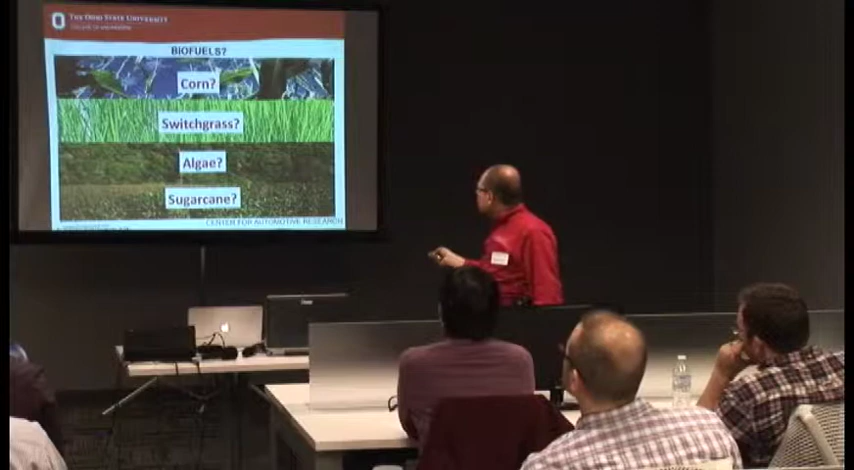 THE OHIO STATE UNIVERSITY
BIOFUELS?
Corn?
Switchgrass?
Algae?
Sugarcane?
CENTER FOR AUTOMOTIVE RESEARCH